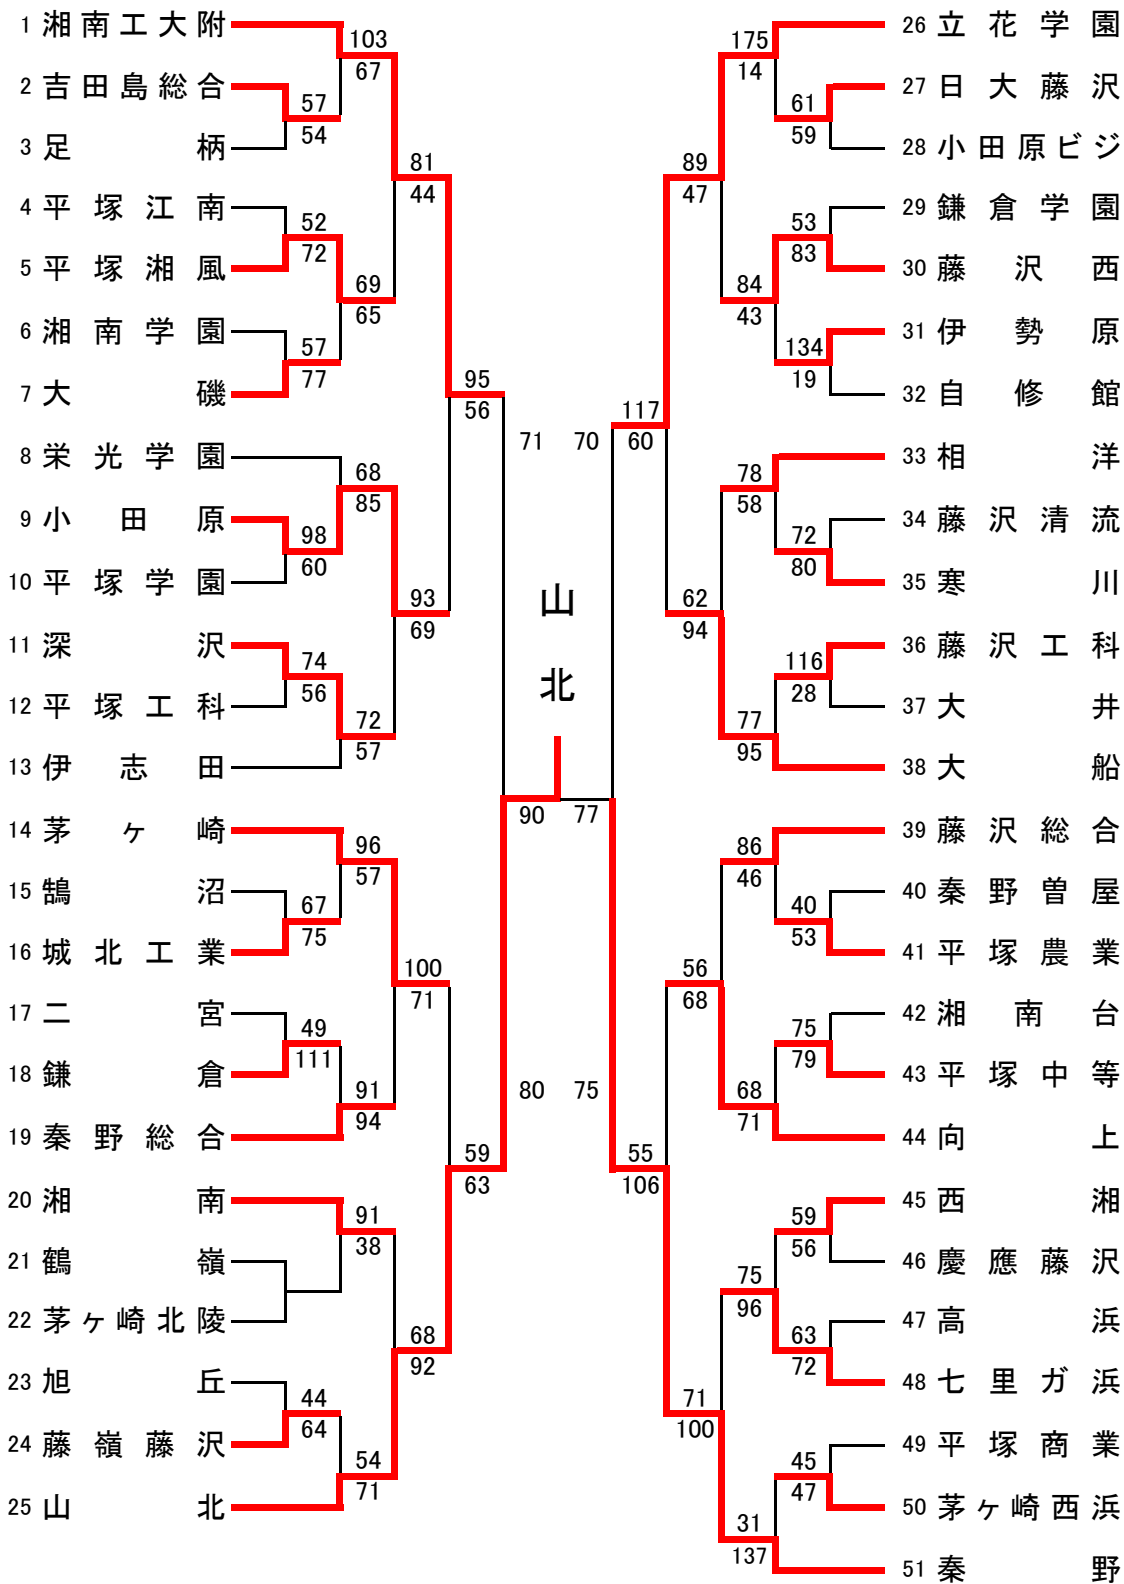 1 湘南工大附
2 吉田島総合
3 足柄
4 平塚江南
5 平塚湘風
6 湘南学園
7 大磯
8 栄光学園
9 小田原
10 平塚学園
11 深沢
12 平塚工科
13 伊志田
14 茅ヶ崎
15 鵠沼
16 城北工業
17 二宮
18 鎌倉
19 秦野総合
20 湘南
21 鶴嶺
22 茅ヶ崎北陵
23 旭丘
24 藤嶺藤沢
25 山北
57
54
52
72
57
77
98
60
74
56
67
75
49
111
44
64
103
67
69
65
68
85
72
57
96
57
91
94
91
38
54
71
81
44
93
69
100
71
68
92
95
56
59
63
71 70
山北
90 77
80 75
117
60
55
106
89
47
62
94
56
68
71
100
175
14
84
43
78
58
77
95
86
46
68
71
75
96
31
137
61
59
53
83
134
19
72
80
116
28
40
53
75
79
59
56
63
72
45
47
26 立花学園
27 日大藤沢
28 小田原ビジ
29 鎌倉学園
30 藤沢西
31 伊勢原
32 自修館
33 相洋
34 藤沢清流
35 寒川
36 藤沢工科
37 大井
38 大船
39 藤沢総合
40 秦野曽屋
41 平塚農業
42 湘南台
43 平塚中等
44 向上
45 西湘
46 慶應藤沢
47 高浜
48 七里ガ浜
49 平塚商業
50 茅ヶ崎西浜
51 秦野